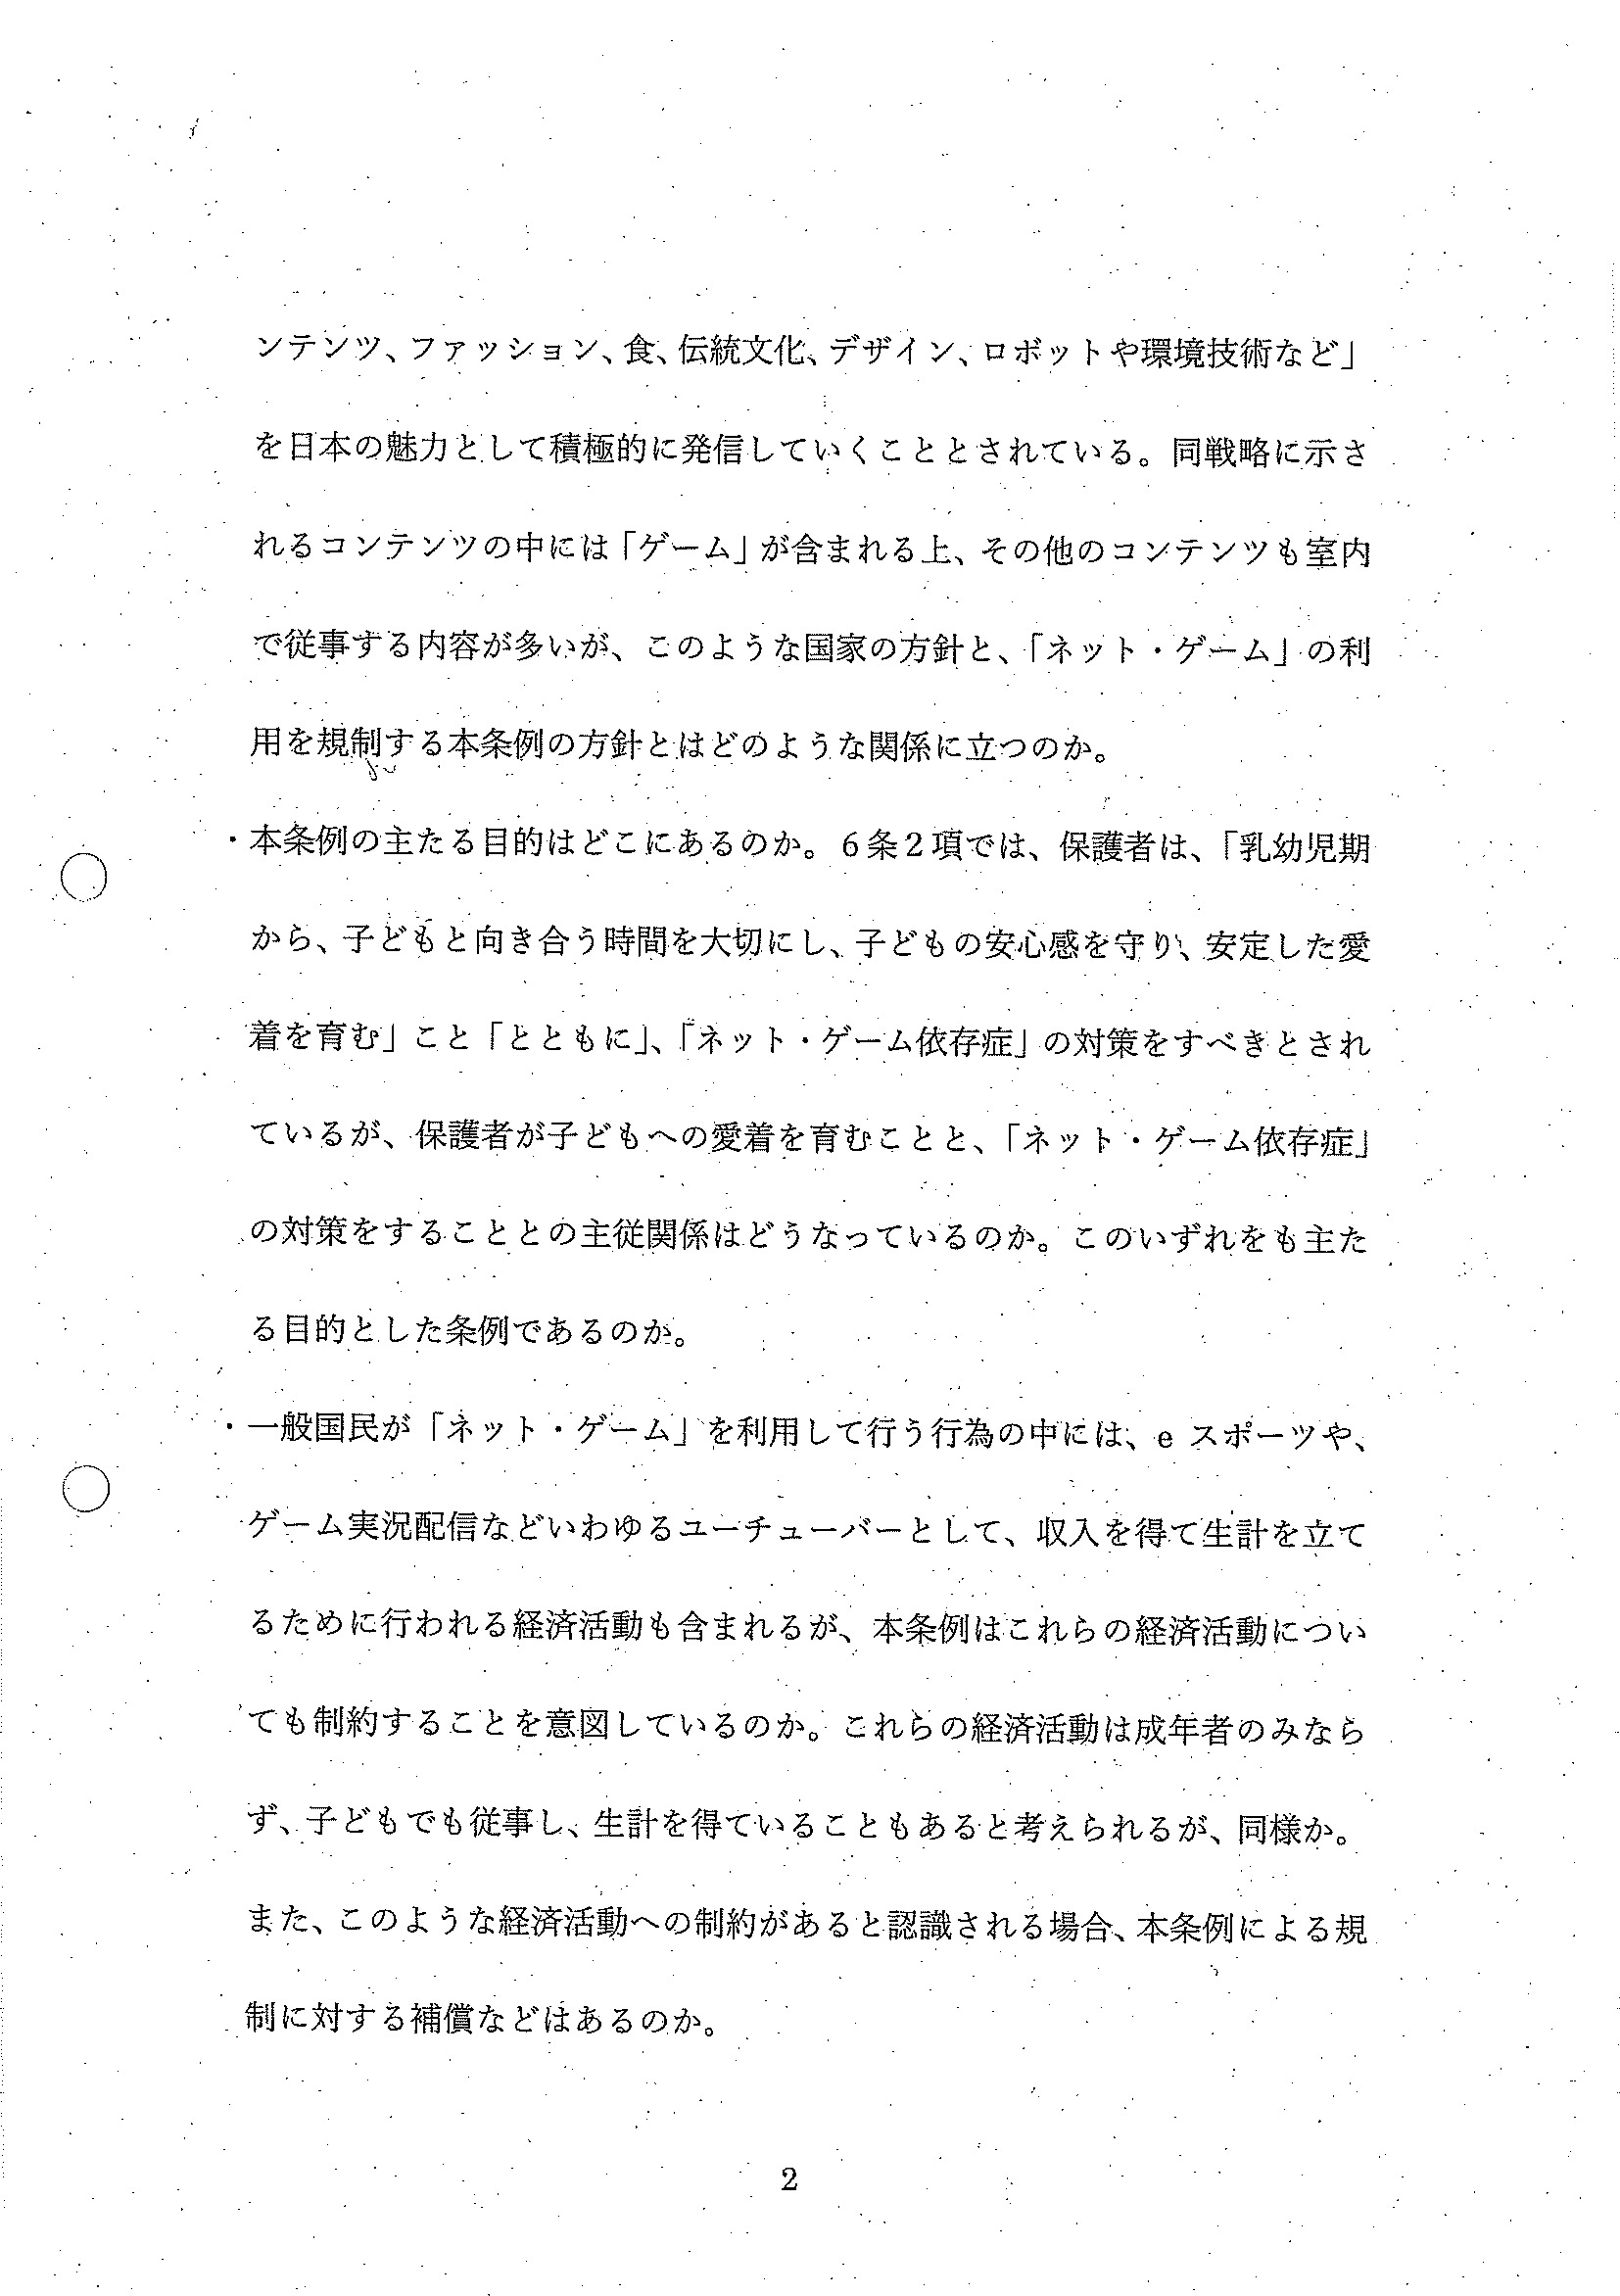 ンテンツ、ファッション、食、伝統文化、デザイン、ロボットや環境技術など」
を日本の魅力として積極的に発信していくこととされている。同戦略に示さ
れるコンテンツの中には「ゲーム」が含まれる上、その他のコンテンツも室内
で従事する内容が多いが、このような国家の方針と、「ネット・ゲーム」の利
用を規制する本条例の方針とはどのような関係に立つのか。
・本条例の主たる目的はどこにあるのか。6条2項では、保護者は、「乳幼児期
から、子どもと向き合う時間を大切にし、子どもの安心感を守り、安定した愛
着を育む」こと「とともに」、「ネット・ゲーム依存症」の対策をすべきとされ
ているが、保護者が子どもへの愛着を育むことと、「ネット・ゲーム依存症」
の対策をすることとの主従関係はどうなっているのか。このいずれをも主た
る目的とした条例であるのか。
・一般国民が「ネット・ゲーム」を利用して行う行為の中には、e スポーツや、
ゲーム実況配信などいわゆるユーチューバーとして、収入を得て生計を立て
るために行われる経済活動も含まれるが、本条例はこれらの経済活動につい
ても制約することを意図しているのか。これらの経済活動は成年者のみなら
ず、子どもでも従事し、生計を得ていることもあると考えられるが、同様か。
また、このような経済活動への制約があると認識される場合、本条例による規
制に対する補償などはあるのか。
2